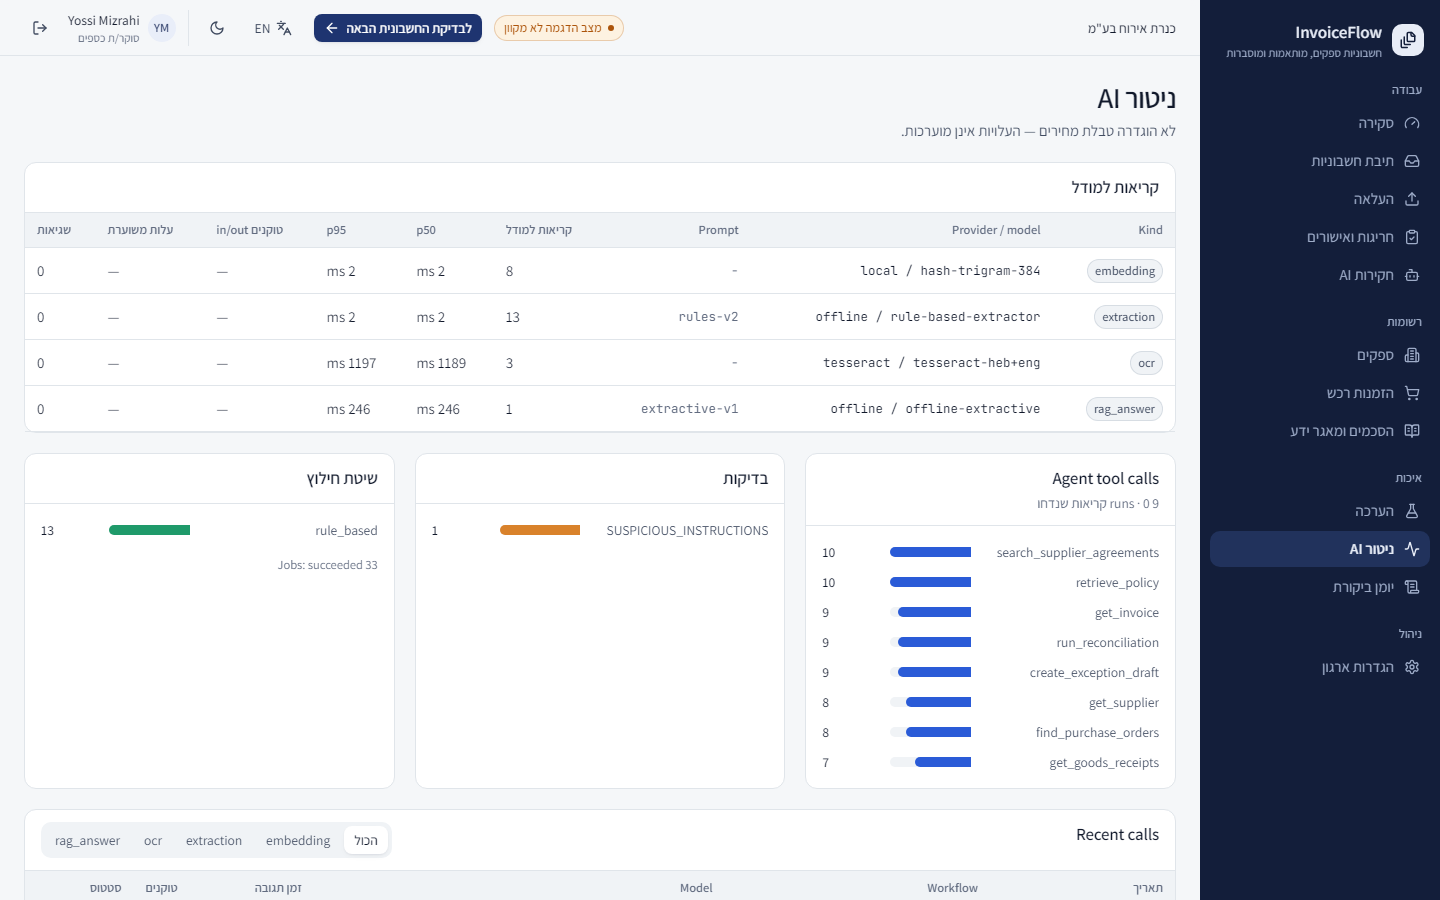 InvoiceFlow
חשבוניות ספקים, מותאמות ומוסברות
עבודה
סקירה
תיבת חשבוניות
העלאה
חריגות ואישורים
חקירות AI
רשומות
ספקים
הזמנות רכש
הסכמים ומאגר ידע
איכות
הערכה
ניטור AI
יומן ביקורת
ניהול
הגדרות ארגון
כנרת אירוח בע"מ
מצב הדגמה לא מקוון
לבדיקת החשבונית הבאה
EN
YM
Yossi Mizrahi
סוקר/ת כספים
ניטור AI
לא הוגדרה טבלת מחירים — העלויות אינן מוערכות.
קריאות למודל
Kind Provider / model Prompt קריאות למודל p50 p95 טוקנים in/out עלות משוערת שגיאות
embedding local / hash-trigram-384 - 8 2 ms 2 ms — — 0
extraction offline / rule-based-extractor rules-v2 13 2 ms 2 ms — — 0
ocr tesseract / tesseract-heb+eng - 3 1189 ms 1197 ms — — 0
rag_answer offline / offline-extractive extractive-v1 1 246 ms 246 ms — — 0
Agent tool calls
9 runs · 0 קריאות שנדחו
search_supplier_agreements 10
retrieve_policy 10
get_invoice 9
run_reconciliation 9
create_exception_draft 9
get_supplier 8
find_purchase_orders 8
get_goods_receipts 7
בדיקות
SUSPICIOUS_INSTRUCTIONS 1
שיטת חילוץ
rule_based 13
Jobs: succeeded 33
Recent calls
הכול embedding extraction ocr rag_answer
תאריך Workflow Model זמן תגובה טוקנים סטטוס